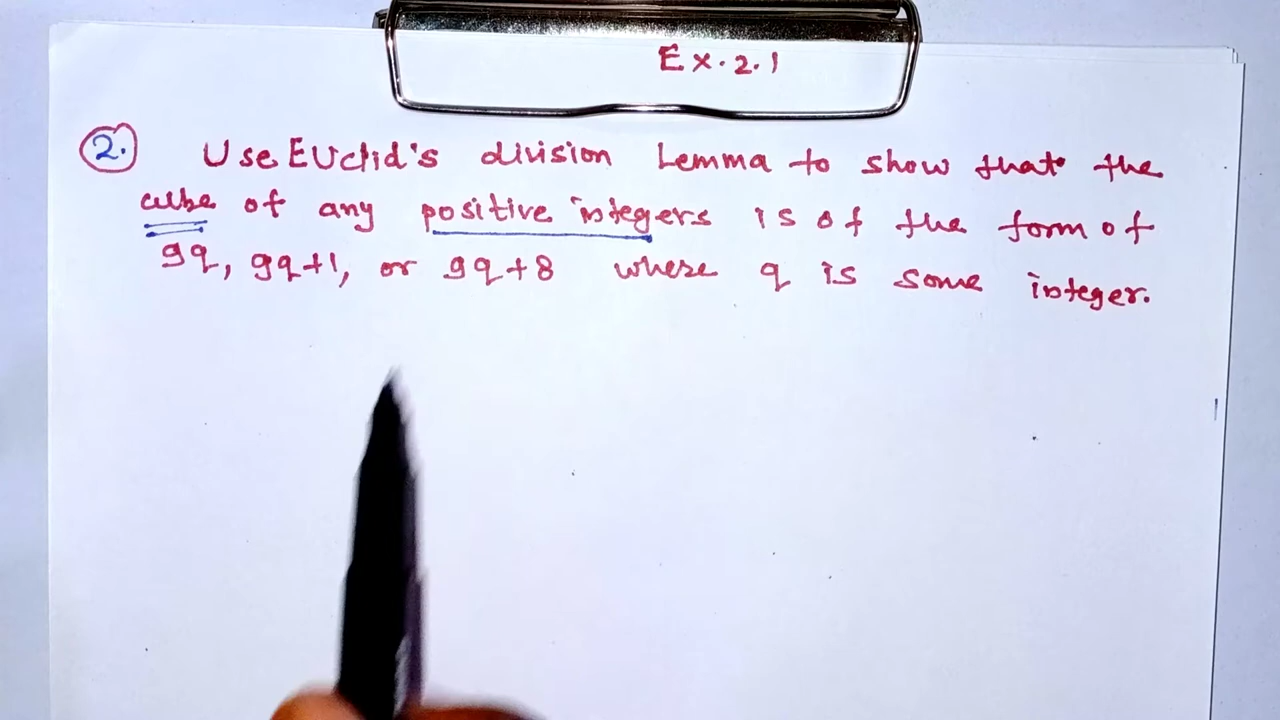 Ex.2.1
2. Use Euclid's division Lemma to show that the
cube of any positive integers is of the form of
9q, 9q+1, or 9q+8 where q is some integer.